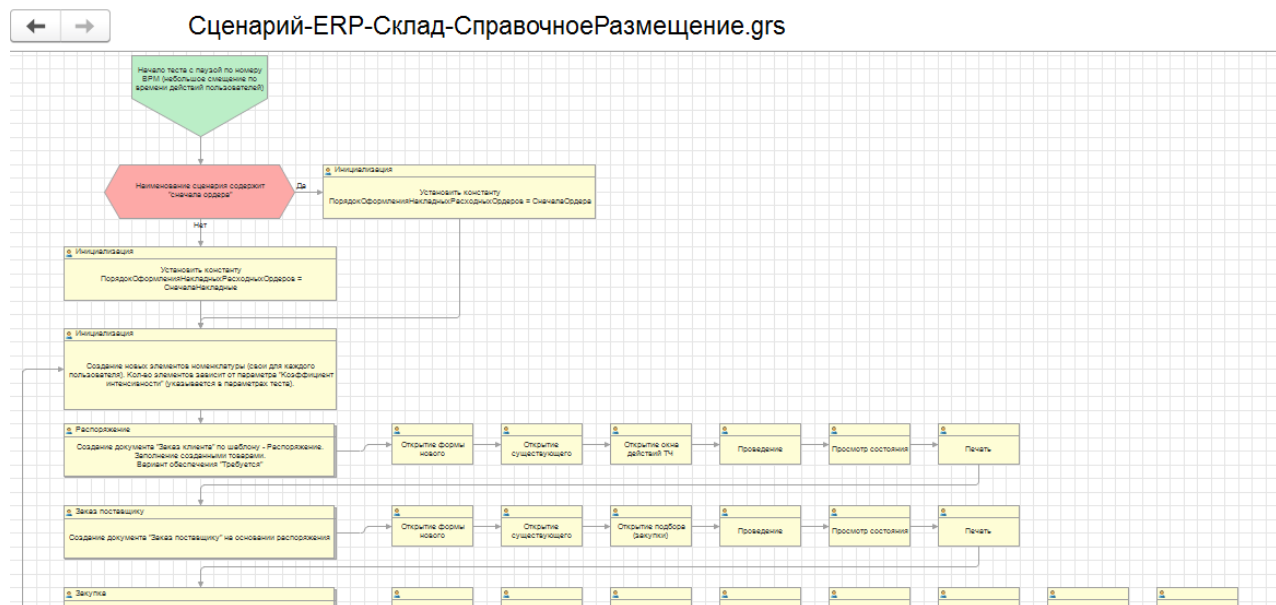 Сценарий-ERP-Склад-СправочноеРазмещение.grs
Начало теста с паузой по номеру
ВРМ (небольшое смещение по
времени действий пользователей)
Наименование сценария содержит
"сначала ордера"
Да
Нет
Инициализация
Установить константу
ПорядокОформленияНакладныхРасходныхОрдеров = СначалаОрдера
Инициализация
Установить константу
ПорядокОформленияНакладныхРасходныхОрдеров =
СначалаНакладные
Инициализация
Создание новых элементов номенклатуры (свои для каждого
пользователя). Кол-во элементов зависит от параметра "Коэффициент
интенсивности" (указывается в параметрах теста).
Распоряжение
Создание документа "Заказ клиента" по шаблону - Распоряжение.
Заполнение созданными товарами.
Вариант обеспечения "Требуется"
Открытие формы
нового
Открытие
существующего
Открытие окна
действий ТЧ
Проведение
Просмотр состояния
Печать
Заказ поставщику
Создание документа "Заказ поставщику" на основании распоряжения
Открытие формы
нового
Открытие
существующего
Открытие подбора
(закупки)
Проведение
Просмотр состояния
Печать
Закупка